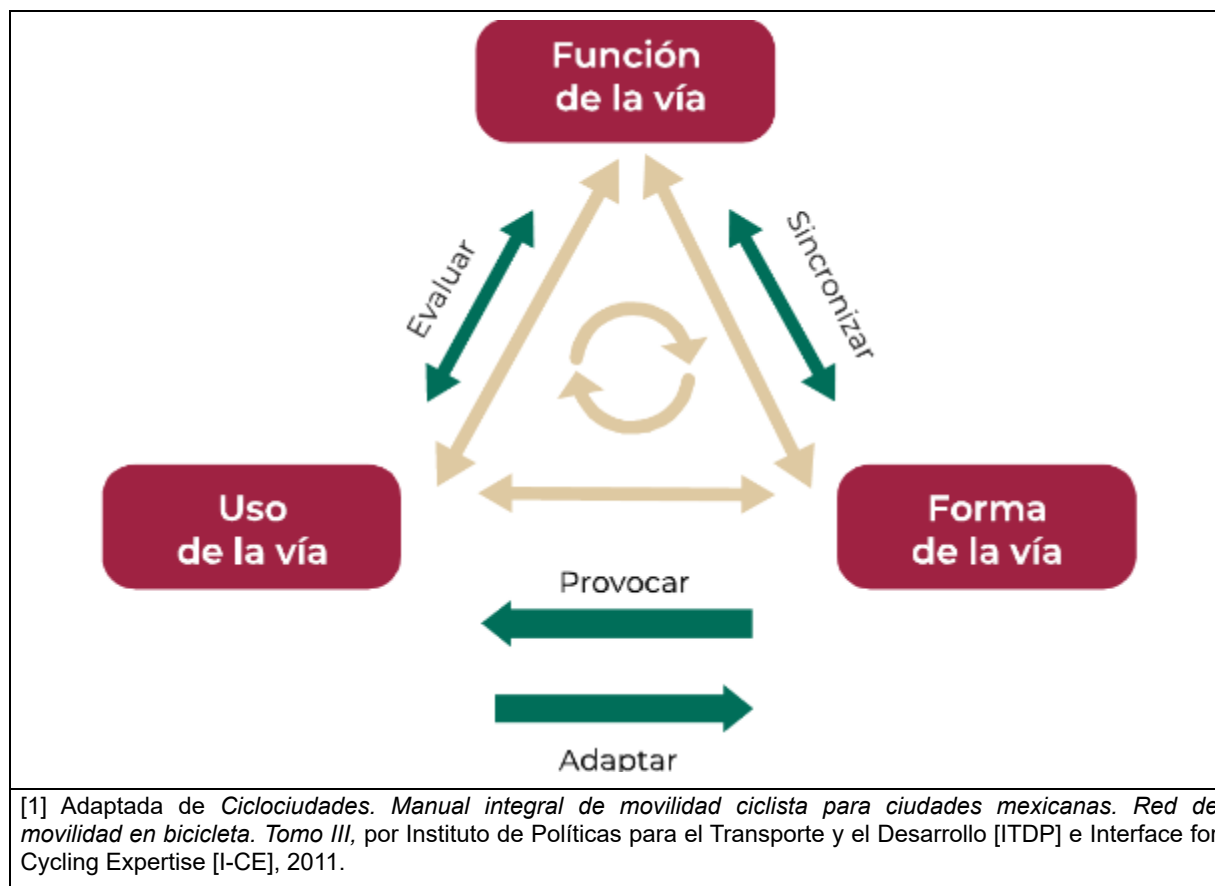 Función
de la vía
Evaluar
Sincronizar
Uso
de la vía
Forma
de la vía
Provocar
Adaptar
[1] Adaptada de Ciclociudades. Manual integral de movilidad ciclista para ciudades mexicanas. Red de
movilidad en bicicleta. Tomo III, por Instituto de Políticas para el Transporte y el Desarrollo [ITDP] e Interface for
Cycling Expertise [I-CE], 2011.